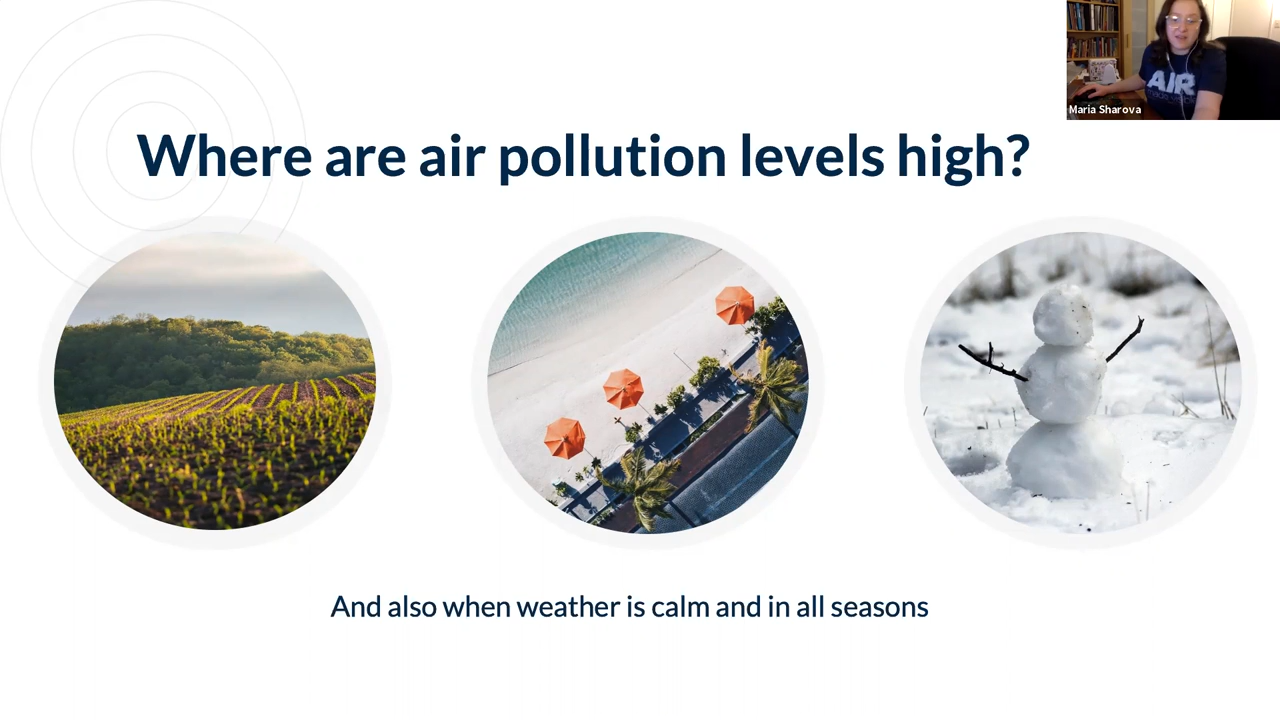 Where are air pollution levels high?
AIR
Maria Sharova
And also when weather is calm and in all seasons